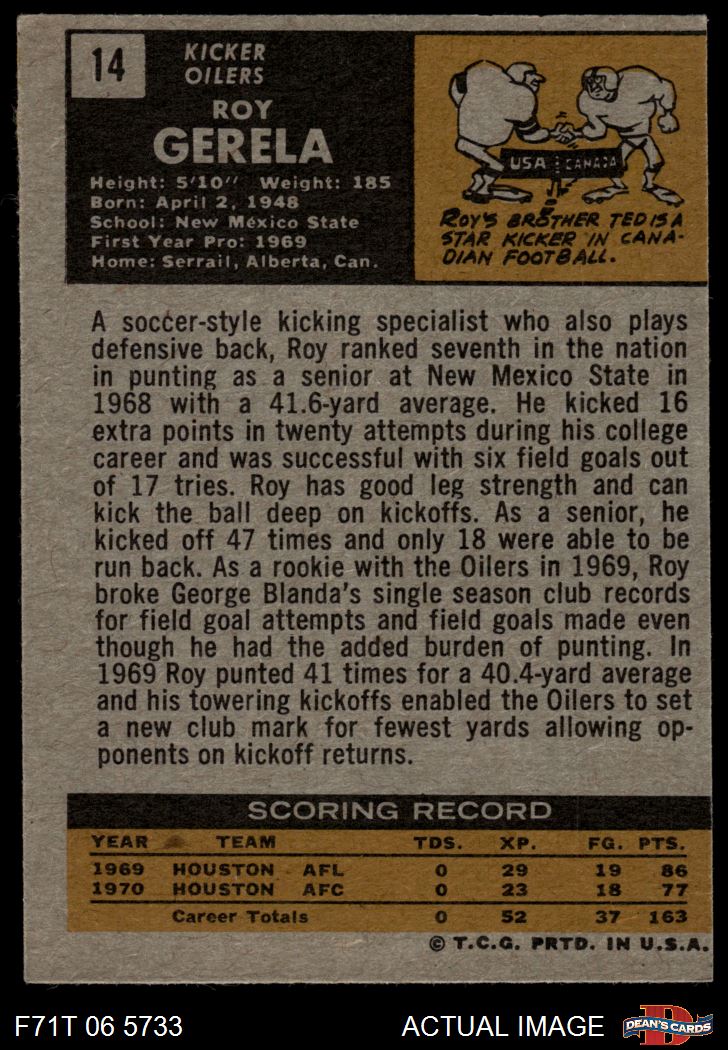 14
KICKER
OILERS
ROY
GERELA
Height: 5'10" Weight: 185
Born: April 2, 1948
School: New Mexico State
First Year Pro: 1969
Home: Serrail, Alberta, Can.
USA CANADA
ROY'S BROTHER TED IS A
STAR KICKER IN CANA-
DIAN FOOTBALL.
A soccer-style kicking specialist who also plays
defensive back, Roy ranked seventh in the nation
in punting as a senior at New Mexico State in
1968 with a 41.6-yard average. He kicked 16
extra points in twenty attempts during his college
career and was successful with six field goals out
of 17 tries. Roy has good leg strength and can
kick the ball deep on kickoffs. As a senior, he
kicked off 47 times and only 18 were able to be
run back. As a rookie with the Oilers in 1969, Roy
broke George Blanda's single season club records
for field goal attempts and field goals made even
though he had the added burden of punting. In
1969 Roy punted 41 times for a 40.4-yard average
and his towering kickoffs enabled the Oilers to set
a new club mark for fewest yards allowing op-
ponents on kickoff returns.
SCORING RECORD
YEAR TEAM TDS. XP. FG. PTS.
1969 HOUSTON AFL 0 29 19 86
1970 HOUSTON AFC 0 23 18 77
Career Totals 0 52 37 163
© T.C.G. PRTD. IN U.S.A.
F71T 06 5733 ACTUAL IMAGE
D
DEAN'S CARDS